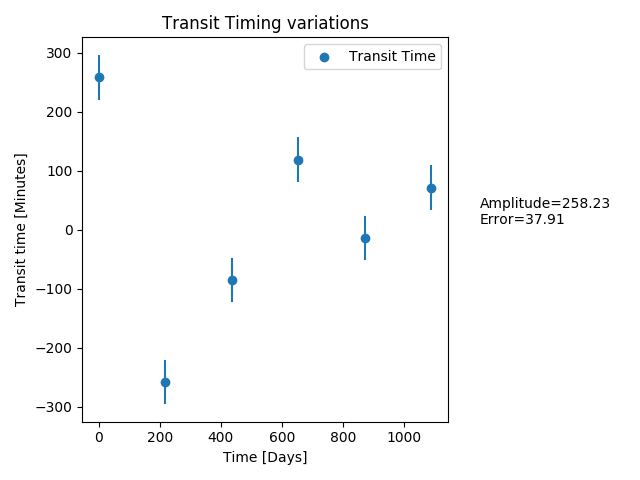 Transit Timing variations
Transit Time
300
200
100
0
−100
−200
−300
Transit time [Minutes]
0
200
400
600
800
1000
Time [Days]
Amplitude=258.23
Error=37.91